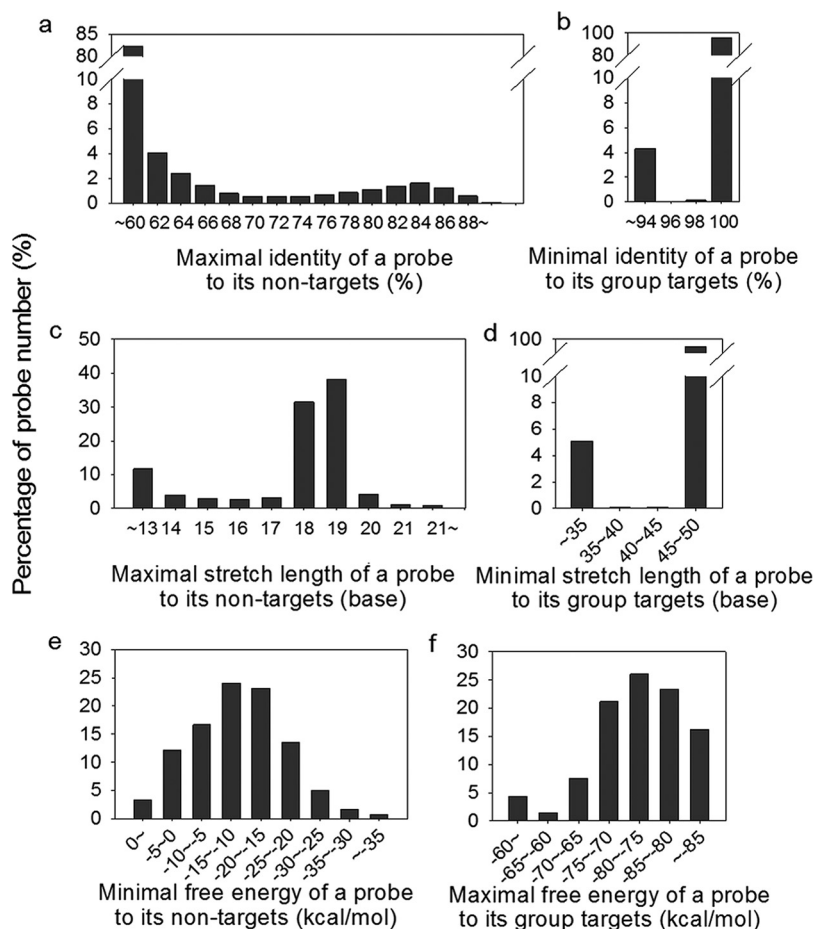 a
85
80
10
8
6
4
2
0
~60 62 64 66 68 70 72 74 76 78 80 82 84 86 88~
Maximal identity of a probe
to its non-targets (%)
b
100
80
10
8
6
4
2
0
~94 96 98 100
Minimal identity of a probe
to its group targets (%)
Percentage of probe number (%)
c
50
40
30
20
10
0
~13 14 15 16 17 18 19 20 21 21~
Maximal stretch length of a probe
to its non-targets (base)
d
100
10
8
6
4
2
0
~35 35~40 40~45 45~50
Minimal stretch length of a probe
to its group targets (base)
e
30
25
20
15
10
5
0
0~ -5~0 -10~-5 -15~-10 -20~-15 -25~-20 -30~-25 -35~-30 ~-35
Minimal free energy of a probe
to its non-targets (kcal/mol)
f
30
25
20
15
10
5
0
-60~ -65~-60 -70~-65 -75~-70 -80~-75 -85~-80 ~-85
Maximal free energy of a probe
to its group targets (kcal/mol)